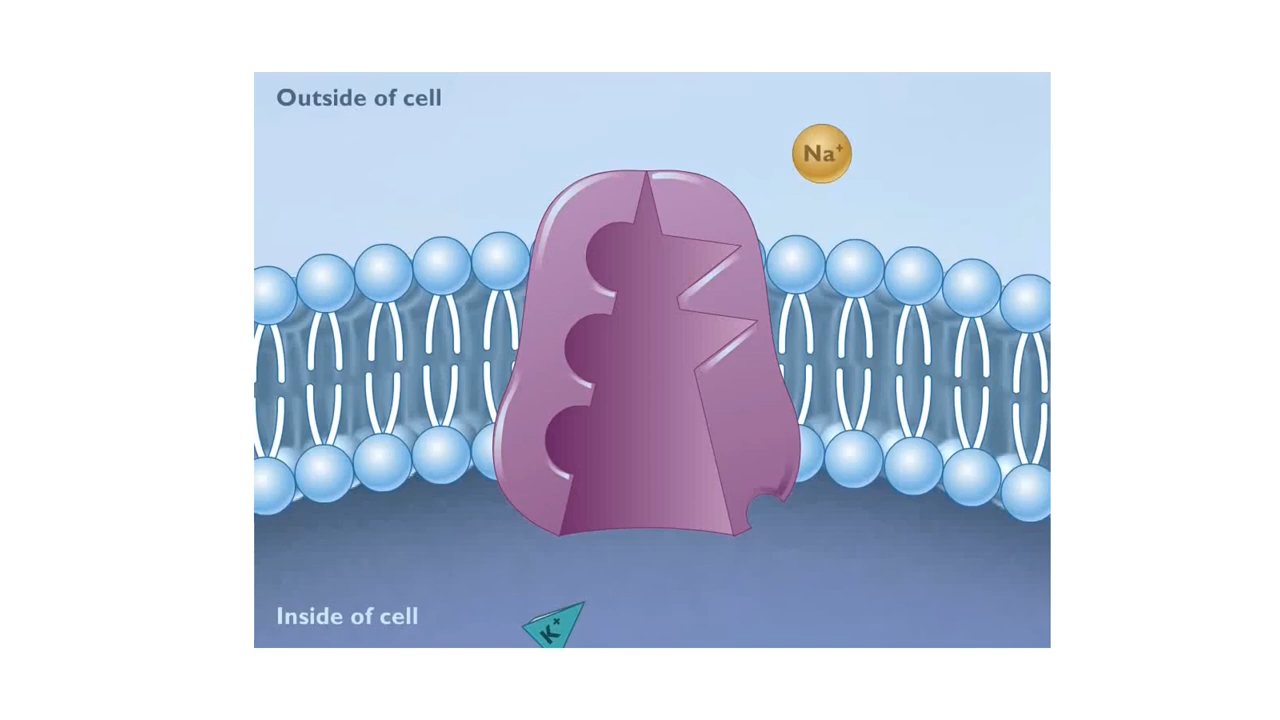 Outside of cell
Na⁺
Inside of cell
K⁺